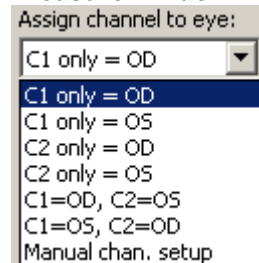 Assign channel to eye:
C1 only = OD
C1 only = OD
C1 only = OS
C2 only = OD
C2 only = OS
C1=OD, C2=OS
C1=OS, C2=OD
Manual chan. setup